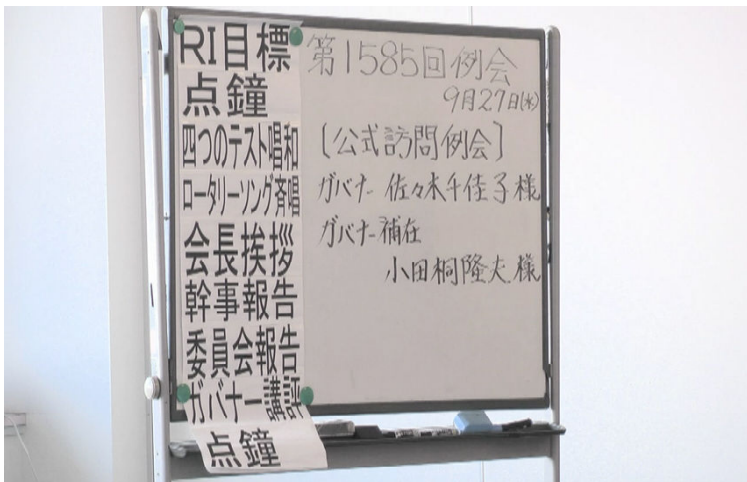 RI目標
点鐘
四つのテスト唱和
ロータリーソング斉唱
会長挨拶
幹事報告
委員会報告
ガバナー講評
点鐘
第1585回例会
9月27日(水)
〔公式訪問例会〕
ガバナー 佐々木千佳子様
ガバナー補在
小田桐隆夫様